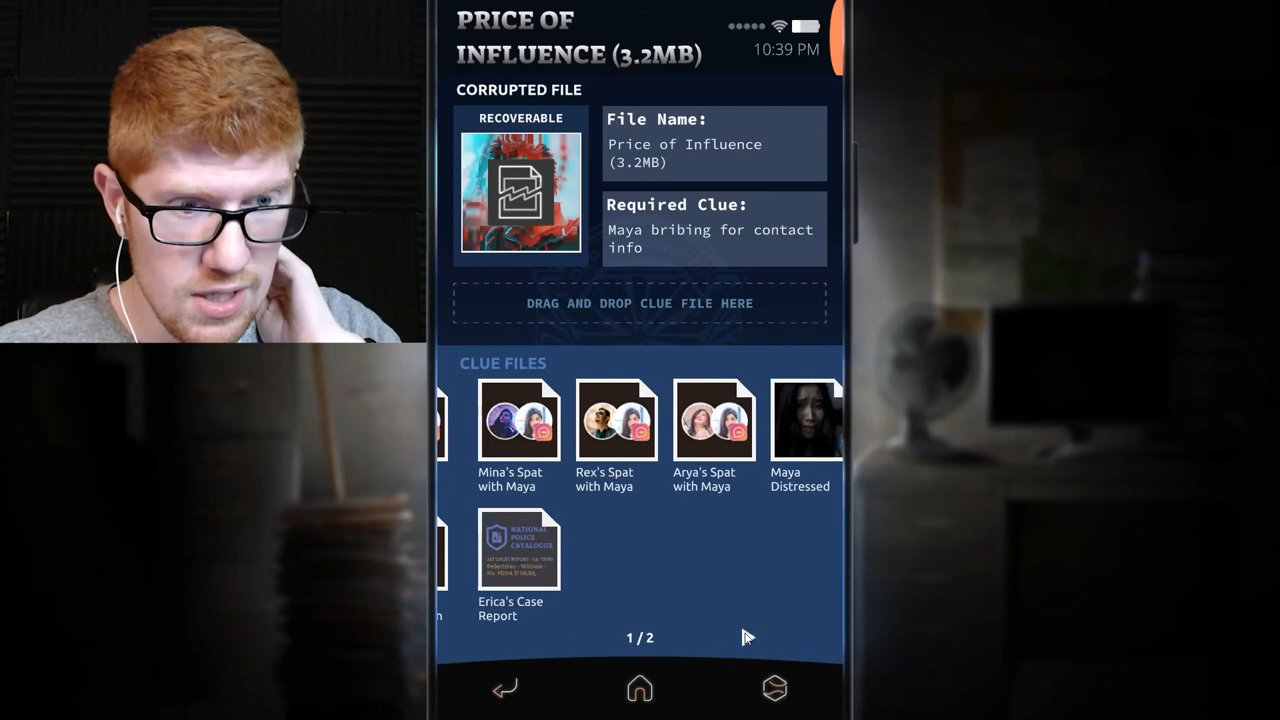 PRICE OF
INFLUENCE (3.2MB)
10:39 PM
CORRUPTED FILE
RECOVERABLE
File Name:
Price of Influence
(3.2MB)
Required Clue:
Maya bribing for contact
info
DRAG AND DROP CLUE FILE HERE
CLUE FILES
Mina's Spat
with Maya
Rex's Spat
with Maya
Arya's Spat
with Maya
Maya
Distressed
NATIONAL
POLICE
CATALOGUE
n
Erica's Case
Report
1 / 2